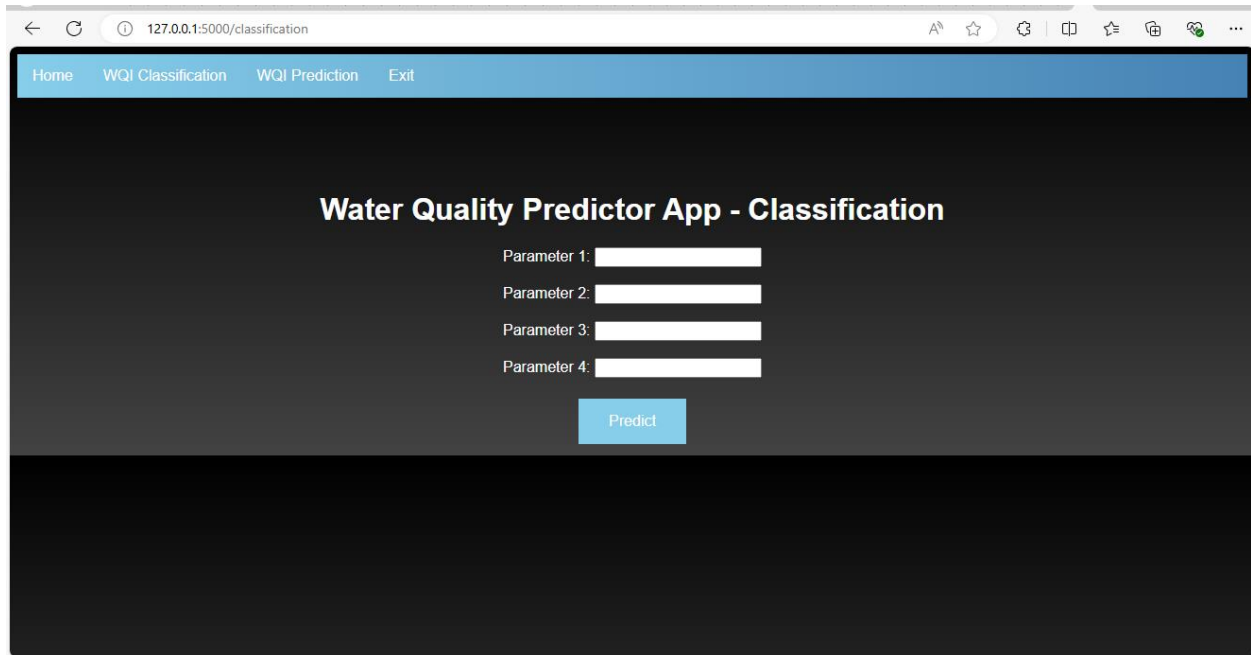 127.0.0.1:5000/classification
Home WQI Classification WQI Prediction Exit
Water Quality Predictor App - Classification
Parameter 1:
Parameter 2:
Parameter 3:
Parameter 4:
Predict